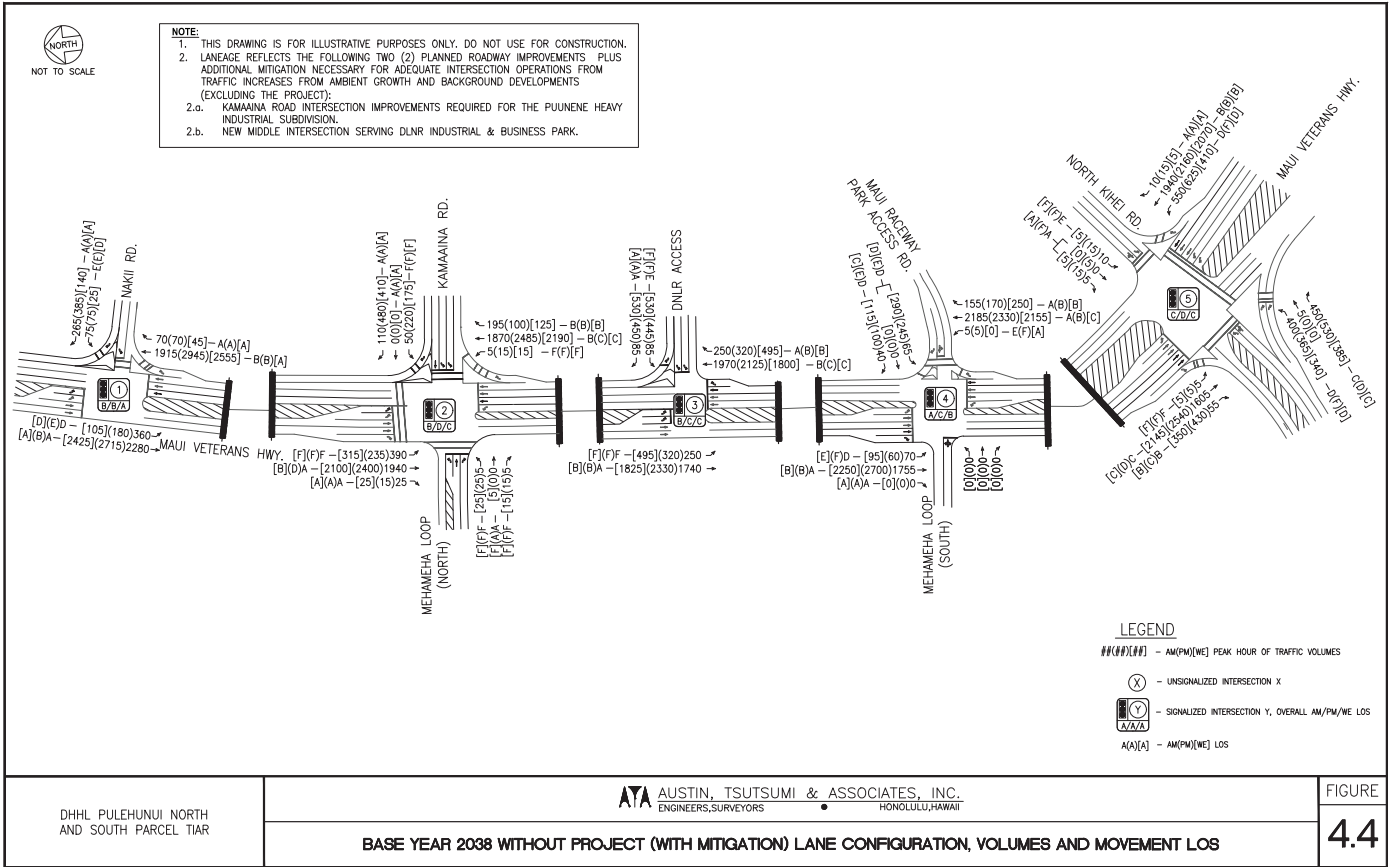 NORTH
NOT TO SCALE
NOTE:
1. THIS DRAWING IS FOR ILLUSTRATIVE PURPOSES ONLY. DO NOT USE FOR CONSTRUCTION.
2. LANEAGE REFLECTS THE FOLLOWING TWO (2) PLANNED ROADWAY IMPROVEMENTS PLUS
ADDITIONAL MITIGATION NECESSARY FOR ADEQUATE INTERSECTION OPERATIONS FROM
TRAFFIC INCREASES FROM AMBIENT GROWTH AND BACKGROUND DEVELOPMENTS
(EXCLUDING THE PROJECT):
2.a. KAMAAINA ROAD INTERSECTION IMPROVEMENTS REQUIRED FOR THE PUUNENE HEAVY
INDUSTRIAL SUBDIVISION.
2.b. NEW MIDDLE INTERSECTION SERVING DLNR INDUSTRIAL & BUSINESS PARK.
265(385)[140] – A(A)[A]
75(75)[25] – E(E)[D]
NAKII RD.
70(70)[45] – A(A)[A]
1915(2945)[2555] – B(B)[A]
1
B/B/A
[D](E)D – [105](180)360
[A](B)A – [2425](2715)2280
MAUI VETERANS HWY.
110(480)[410] – A(A)[A]
0(0)[0] – A(A)[A]
50(220)[175] – F(F)[F]
KAMAAINA RD.
195(100)[125] – B(B)[B]
1870(2485)[2190] – B(C)[C]
5(15)[15] – F(F)[F]
2
B/D/C
[F](F)F – [315](235)390
[B](D)A – [2100](2400)1940
[A](A)A – [25](15)25
MEHAMEHA LOOP
(NORTH)
[F](F)F – [25](25)5
[F](A)A – [5](0)0
[F](F)F – [15](15)5
[F](F)E – [530](445)85
[A](A)A – [530](450)85
DNLR ACCESS
250(320)[495] – A(B)[B]
1970(2125)[1800] – B(C)[C]
3
B/C/C
[F](F)F – [495](320)250
[B](B)A – [1825](2330)1740
MAUI RACEWAY
PARK ACCESS RD.
[D](E)D – [290](245)65
[0](0)0
[C](E)D – [115](100)40
155(170)[250] – A(B)[B]
2185(2330)[2155] – A(B)[C]
5(5)[0] – E(F)[A]
4
A/C/B
[E](F)D – [95](60)70
[B](B)A – [2250](2700)1755
[A](A)A – [0](0)0
MEHAMEHA LOOP
(SOUTH)
[0](0)0
[0](0)0
[0](0)0
NORTH KIHEI RD.
[F](F)E – [5](15)10
[A](F)A – [0](5)0
[5](15)5
10(15)[5] – A(A)[A]
1940(2160)[2070] – B(B)[B]
550(625)[410] – D(F)[D]
MAUI VETERANS HWY.
5
C/D/C
450(530)[385] – C(D)[C]
5(0)[0]
400(365)[340] – D(F)[D]
[F](F)F – [5](5)5
[C](D)C – [2145](2540)1605
[B](C)B – [350](430)55
LEGEND
##(##)[##] – AM(PM)[WE] PEAK HOUR OF TRAFFIC VOLUMES
X – UNSIGNALIZED INTERSECTION X
Y – SIGNALIZED INTERSECTION Y, OVERALL AM/PM/WE LOS
A/A/A
A(A)[A] – AM(PM)[WE] LOS
DHHL PULEHUNUI NORTH
AND SOUTH PARCEL TIAR
ATA AUSTIN, TSUTSUMI & ASSOCIATES, INC.
ENGINEERS,SURVEYORS • HONOLULU,HAWAII
BASE YEAR 2038 WITHOUT PROJECT (WITH MITIGATION) LANE CONFIGURATION, VOLUMES AND MOVEMENT LOS
FIGURE
4.4